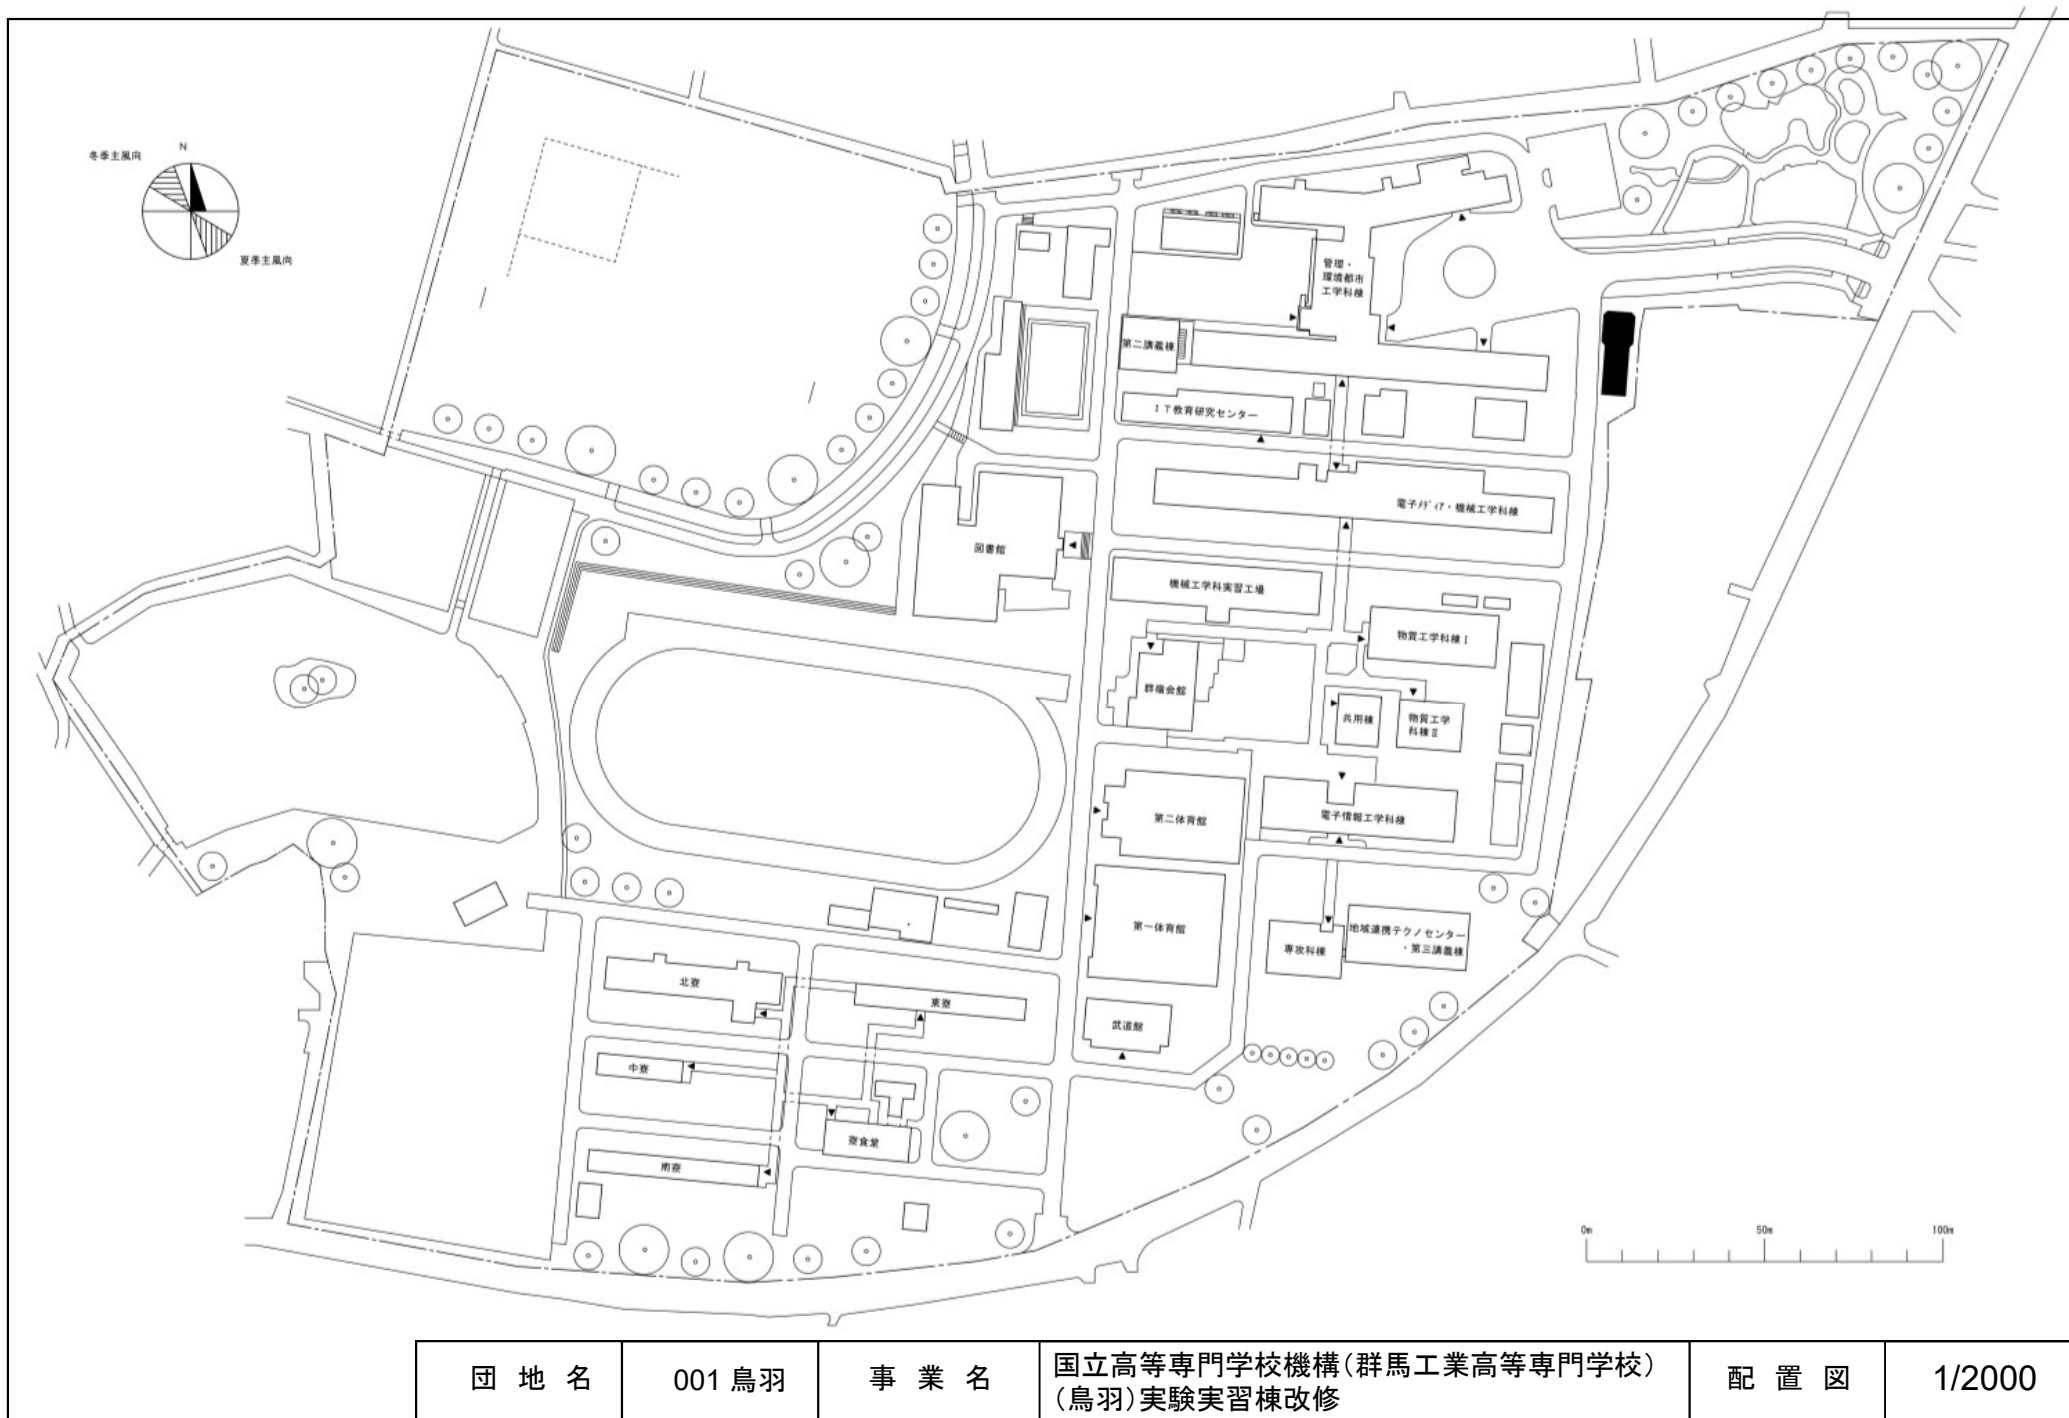 冬季主風向
N
夏季主風向
管理・
環境都市
工学科棟
第二講義棟
IT教育研究センター
電子ﾒﾃﾞｨｱ・機械工学科棟
図書館
機械工学科実習工場
物質工学科棟Ⅰ
群嶺会館
共用棟
物質工学
科棟Ⅱ
第二体育館
電子情報工学科棟
第一体育館
専攻科棟
地域連携テクノセンター
・第三講義棟
北寮
東寮
武道館
中寮
寮食堂
南寮
0m 50m 100m
団地名
001 鳥羽
事業名
国立高等専門学校機構(群馬工業高等専門学校)
(鳥羽)実験実習棟改修
配置図
1/2000